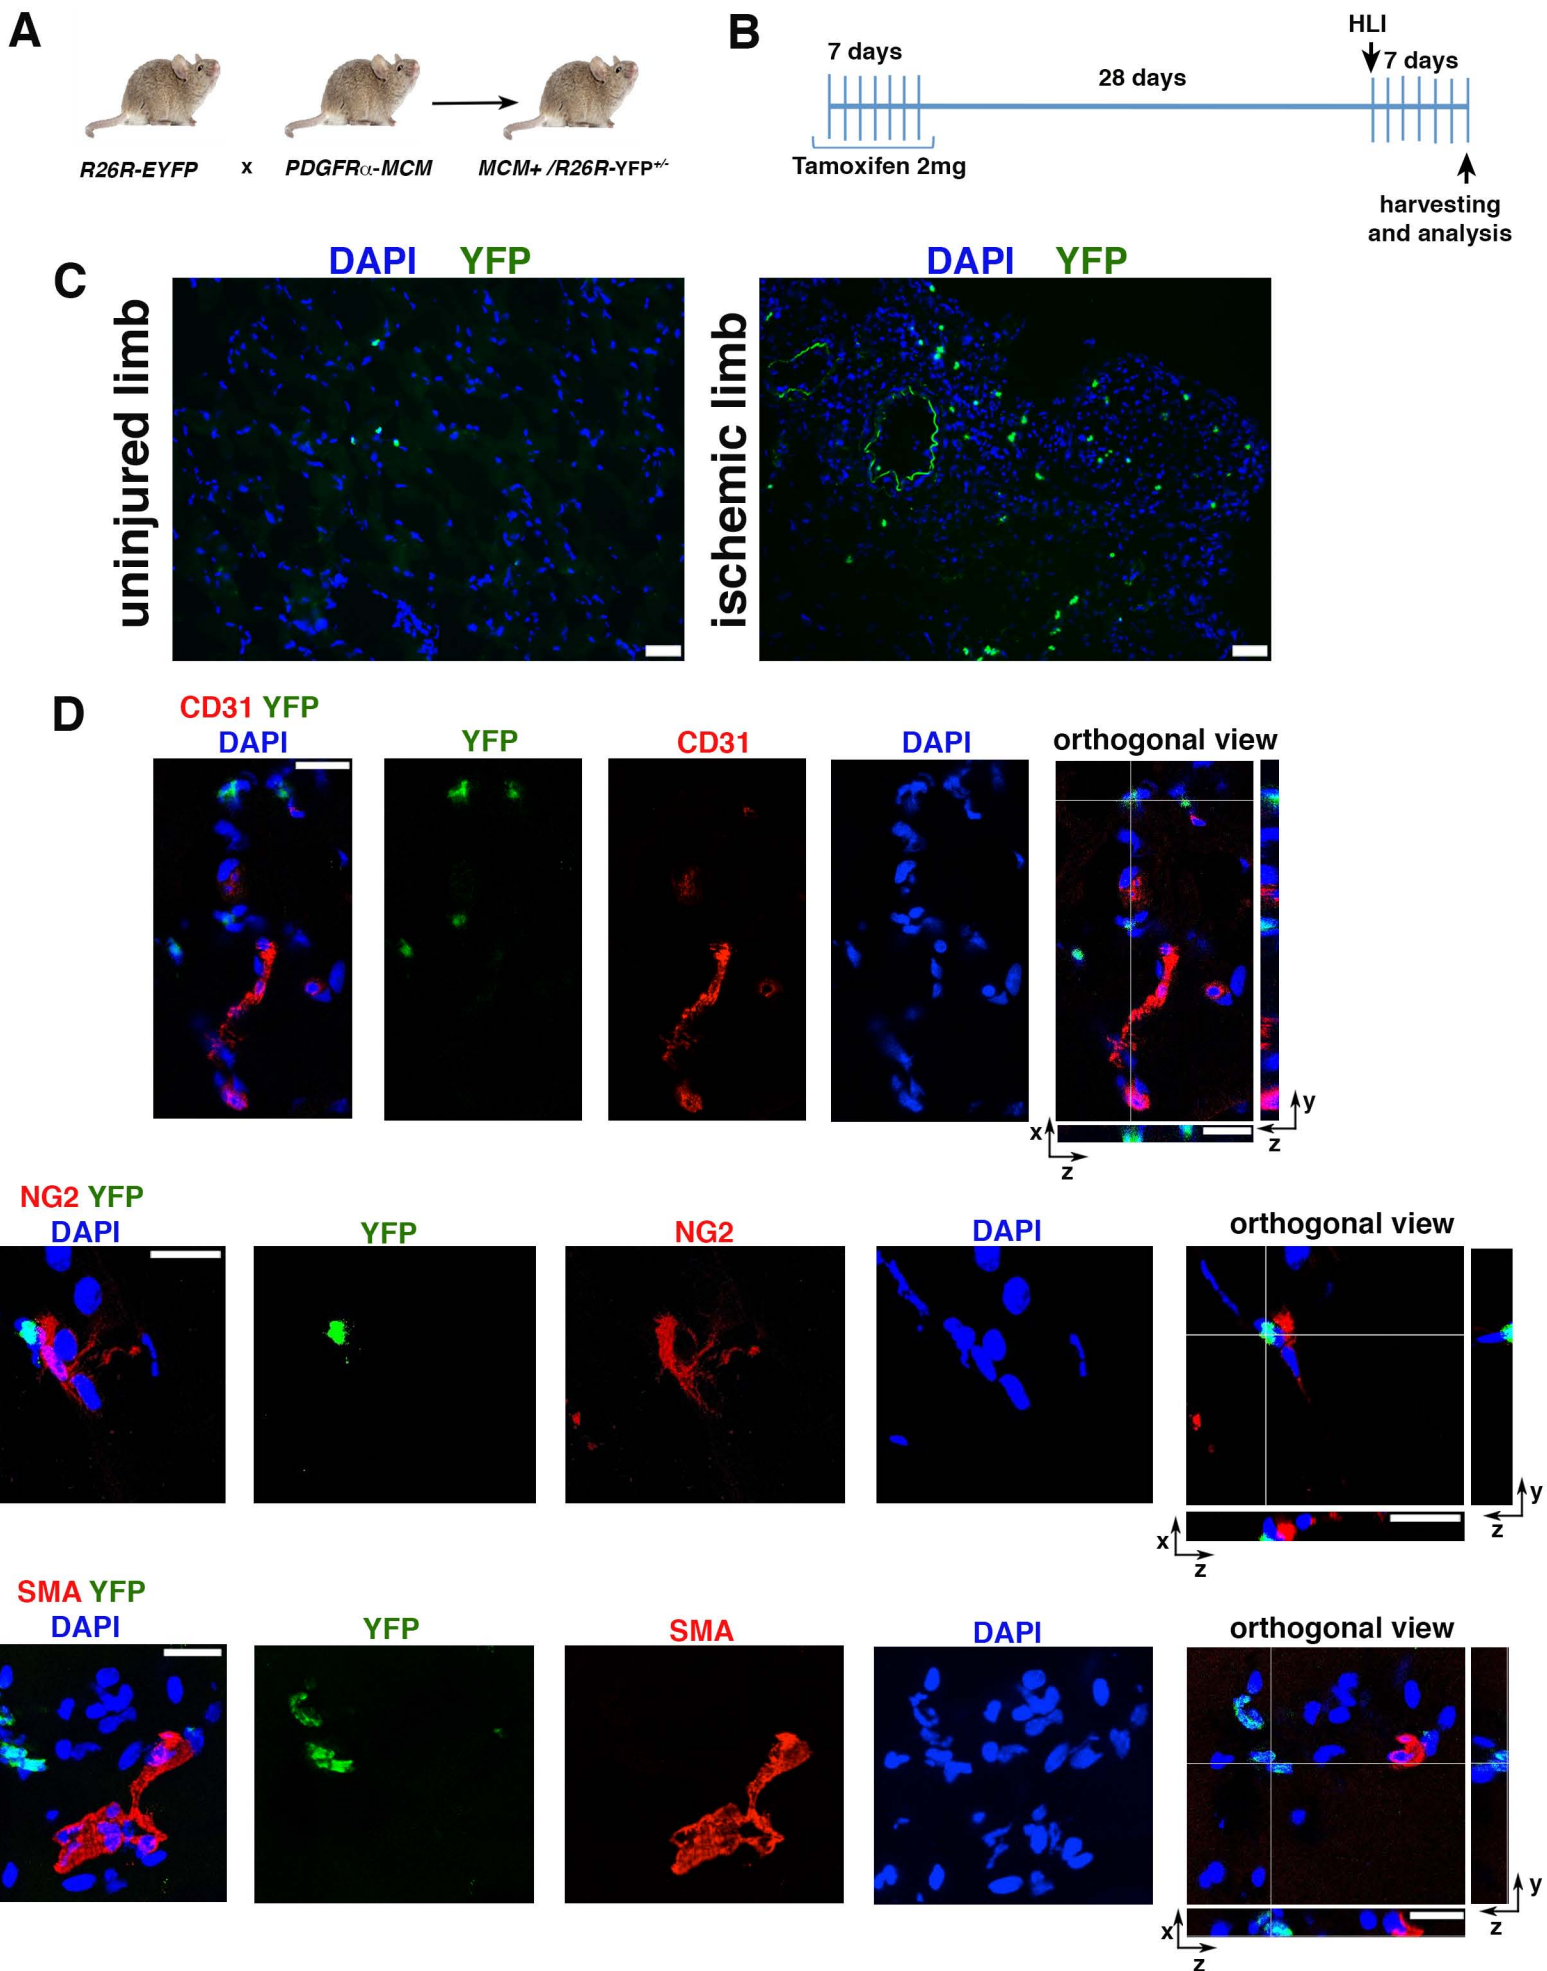 A
R26R-EYFP x PDGFRα-MCM MCM+ /R26R-YFP+/-
B
HLI
7 days
28 days
7 days
Tamoxifen 2mg
harvesting
and analysis
C
DAPI YFP
DAPI YFP
uninjured limb
ischemic limb
D
CD31 YFP
DAPI
YFP
CD31
DAPI
orthogonal view
y
z
x
z
NG2 YFP
DAPI
YFP
NG2
DAPI
orthogonal view
y
z
x
z
SMA YFP
DAPI
YFP
SMA
DAPI
orthogonal view
y
z
x
z